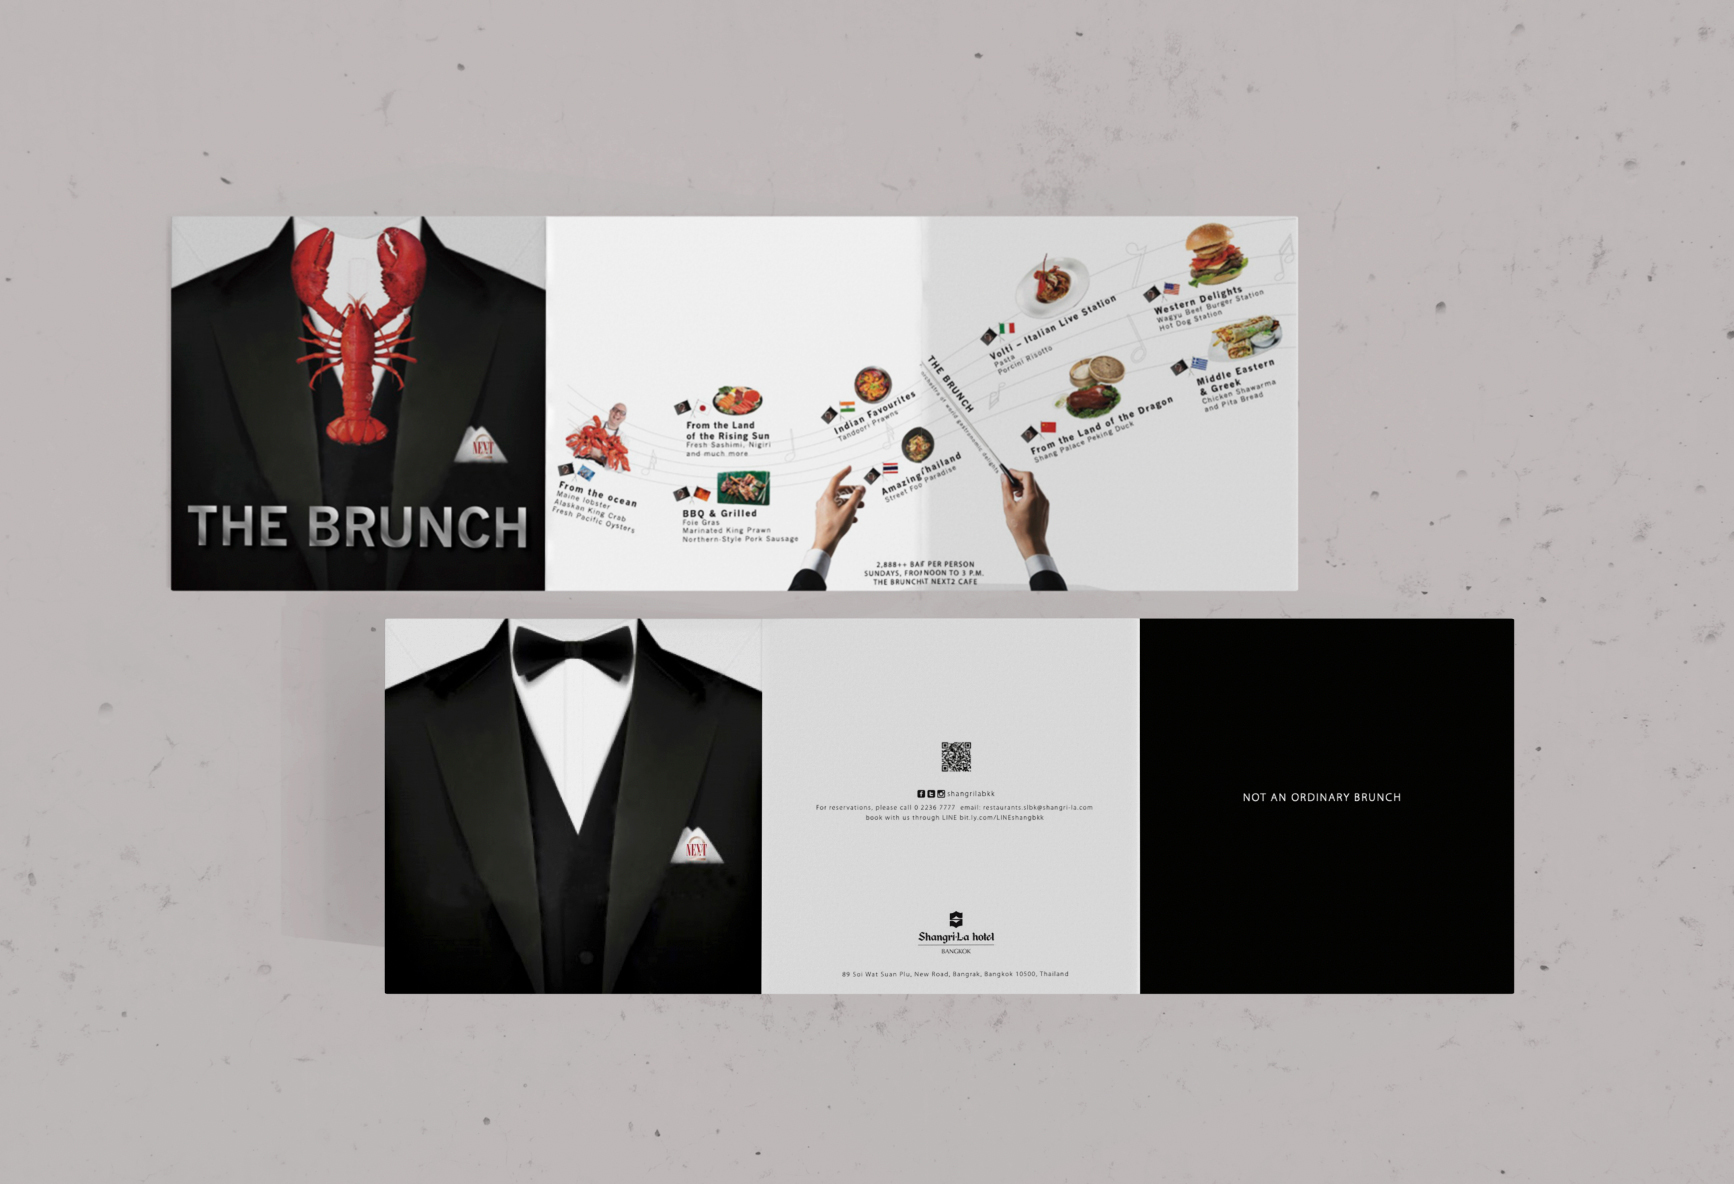 NEXT
THE BRUNCH
From the ocean
Maine lobster
Alaskan King Crab
Fresh Pacific Oysters
From the Land
of the Rising Sun
Fresh Sashimi, Nigiri
and much more
BBQ & Grilled
Foie Gras
Marinated King Prawn
Northern-Style Pork Sausage
Indian Favourites
Tandoori Prawns
Amazing Thailand
Street Foo Paradise
THE BRUNCH
orchestra of world gastronomic delights
2,888++ BA PER PERSON
SUNDAYS, FRO NOON TO 3 P.M.
THE BRUNCH T NEXT2 CAFE
Volti – Italian Live Station
Pasta
Porcini Risotto
Western Delights
Wagyu Beef Burger Station
Hot Dog Station
From the Land of the Dragon
Shang Palace Peking Duck
Middle Eastern
& Greek
Chicken Shawarma
and Pita Bread
NEXT
shangrilabkk
For reservations, please call 0 2236 7777 email: restaurants.slbk@shangri-la.com
book with us through LINE bit.ly.com/LINEshangbkk
Shangri-La hotel
BANGKOK
89 Soi Wat Suan Plu, New Road, Bangrak, Bangkok 10500, Thailand
NOT AN ORDINARY BRUNCH